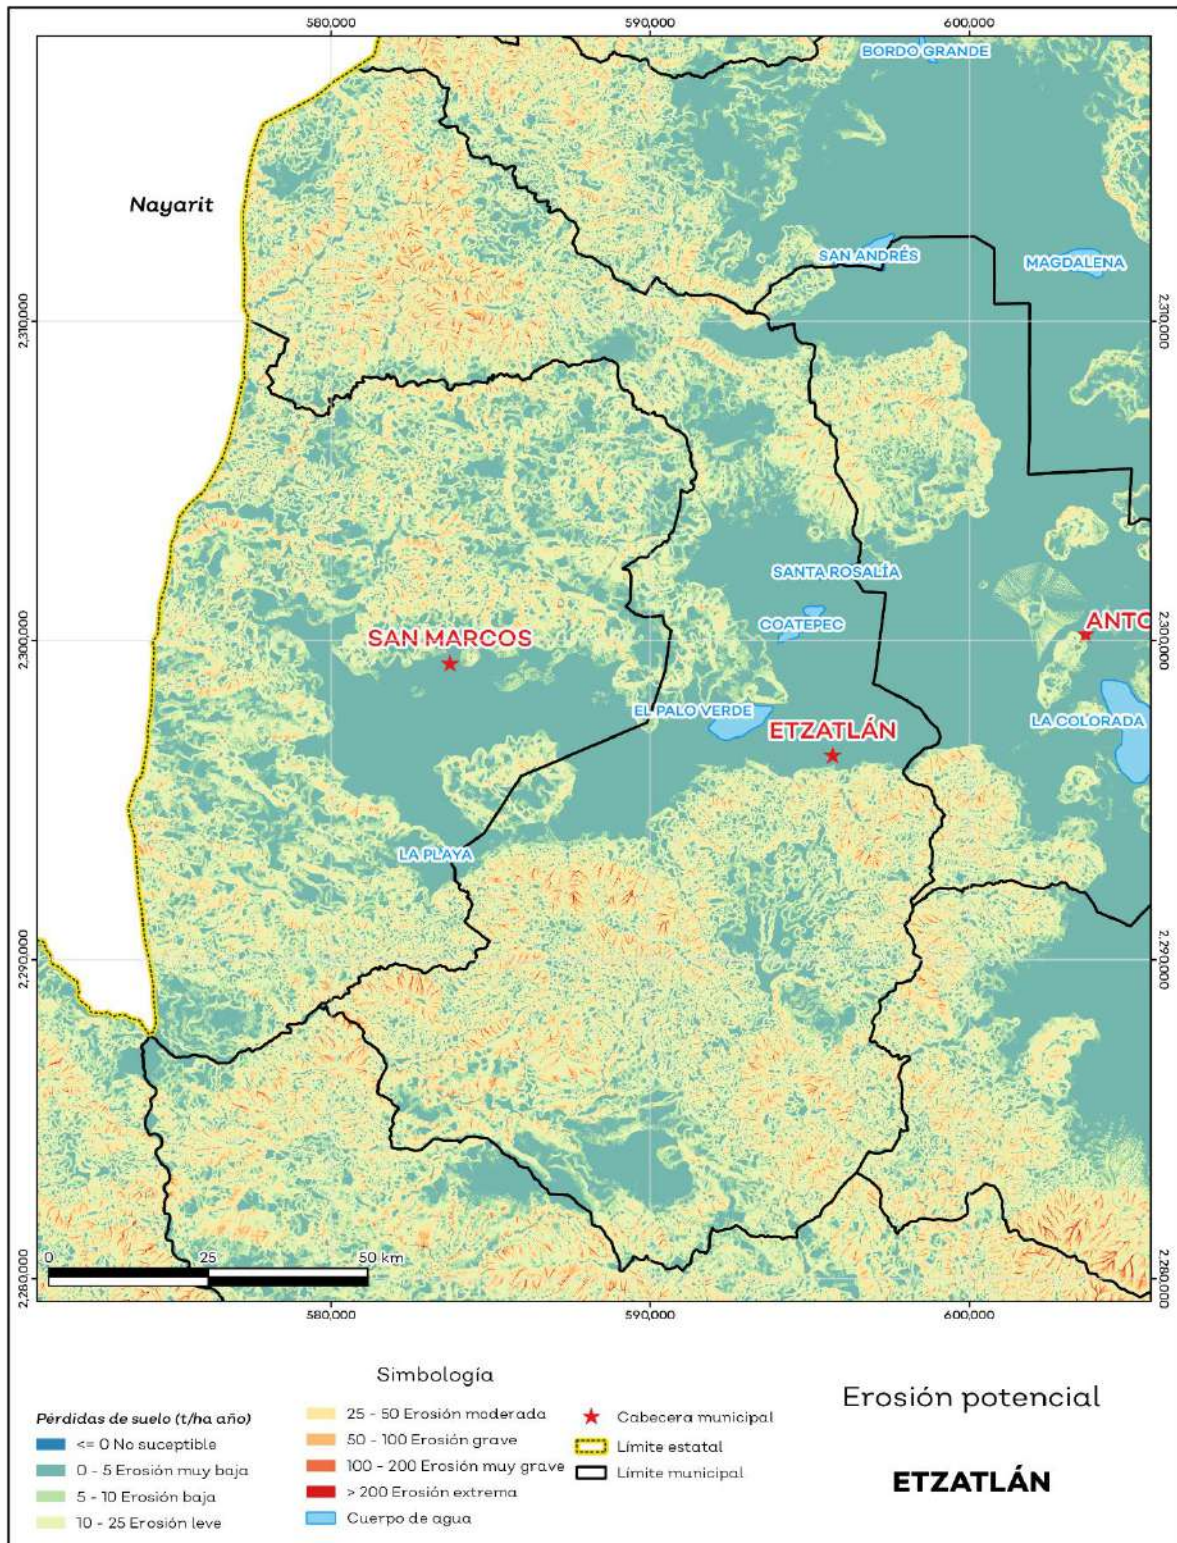 580,000 590,000 600,000
BORDO GRANDE
Nayarit
SAN ANDRÉS
MAGDALENA
2,310,000 2,310,000
SANTA ROSALÍA
COATEPEC
ANTO
2,300,000 2,300,000
SAN MARCOS
EL PALO VERDE
LA COLORADA
ETZATLÁN
LA PLAYA
2,290,000 2,290,000
0 25 50 km
2,280,000 2,280,000
580,000 590,000 600,000
Simbología
Pérdidas de suelo (t/ha año)
<= 0 No suceptible
0 - 5 Erosión muy baja
5 - 10 Erosión baja
10 - 25 Erosión leve
25 - 50 Erosión moderada
50 - 100 Erosión grave
100 - 200 Erosión muy grave
> 200 Erosión extrema
Cuerpo de agua
Cabecera municipal
Límite estatal
Límite municipal
Erosión potencial
ETZATLÁN